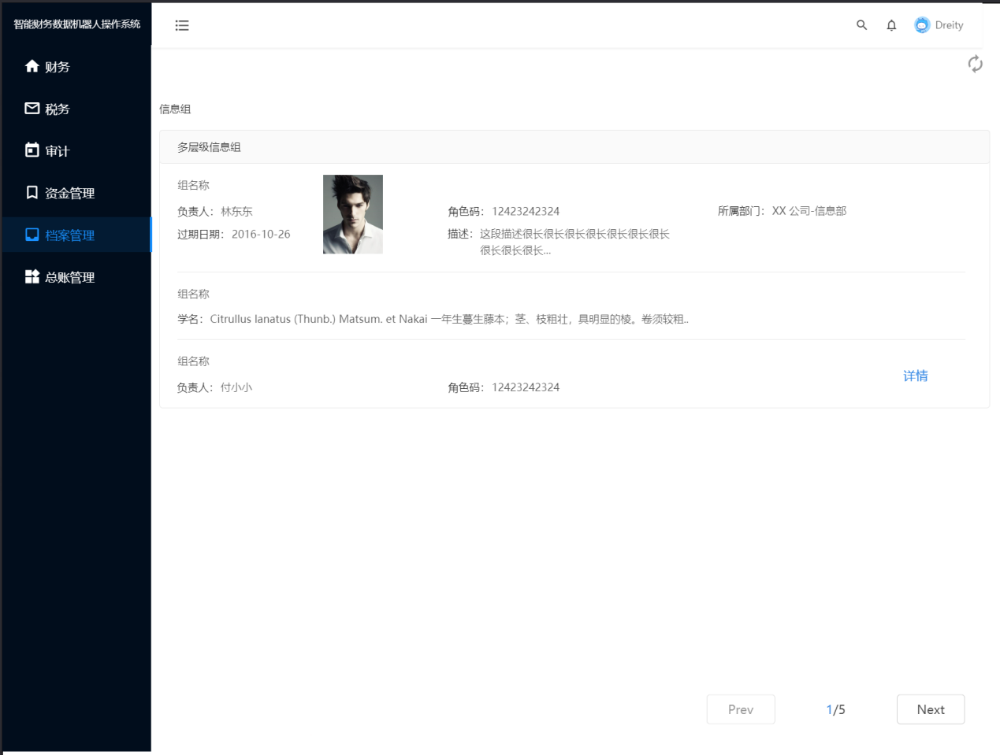 智能财务数据机器人操作系统
Dreity
财务
税务
审计
资金管理
档案管理
总账管理
信息组
多层级信息组
组名称
负责人：林东东
角色码：12423242324
所属部门：XX 公司-信息部
过期日期：2016-10-26
描述：这段描述很长很长很长很长很长很长很长
很长很长很长...
组名称
学名：Citrullus lanatus (Thunb.) Matsum. et Nakai 一年生蔓生藤本；茎、枝粗壮，具明显的棱。卷须较粗..
组名称
负责人：付小小
角色码：12423242324
详情
Prev
1/5
Next